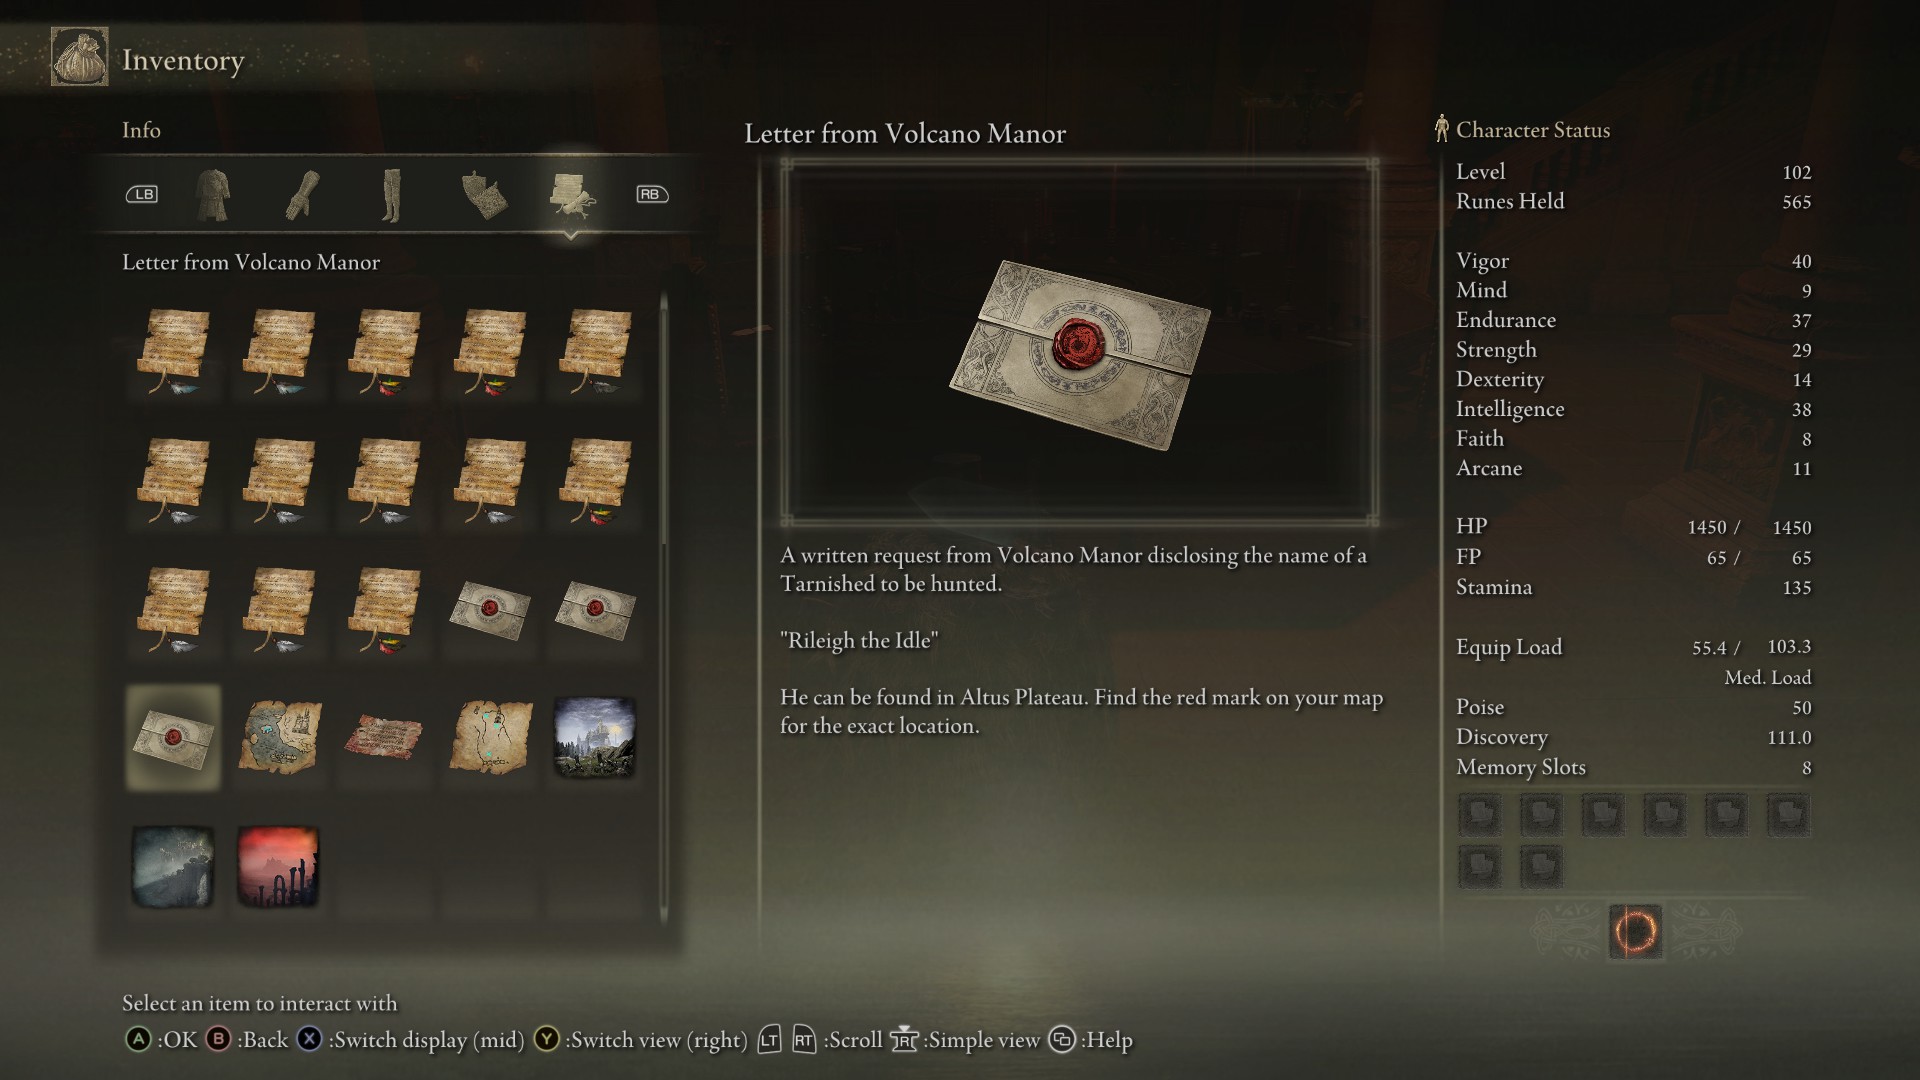 Inventory
Info
LB
RB
Letter from Volcano Manor
Letter from Volcano Manor
A written request from Volcano Manor disclosing the name of a
Tarnished to be hunted.
"Rileigh the Idle"
He can be found in Altus Plateau. Find the red mark on your map
for the exact location.
Character Status
Level 102
Runes Held 565
Vigor 40
Mind 9
Endurance 37
Strength 29
Dexterity 14
Intelligence 38
Faith 8
Arcane 11
HP 1450 / 1450
FP 65 / 65
Stamina 135
Equip Load 55.4 / 103.3
Med. Load
Poise 50
Discovery 111.0
Memory Slots 8
Select an item to interact with
A :OK B :Back X :Switch display (mid) Y :Switch view (right) LT RT :Scroll R :Simple view :Help